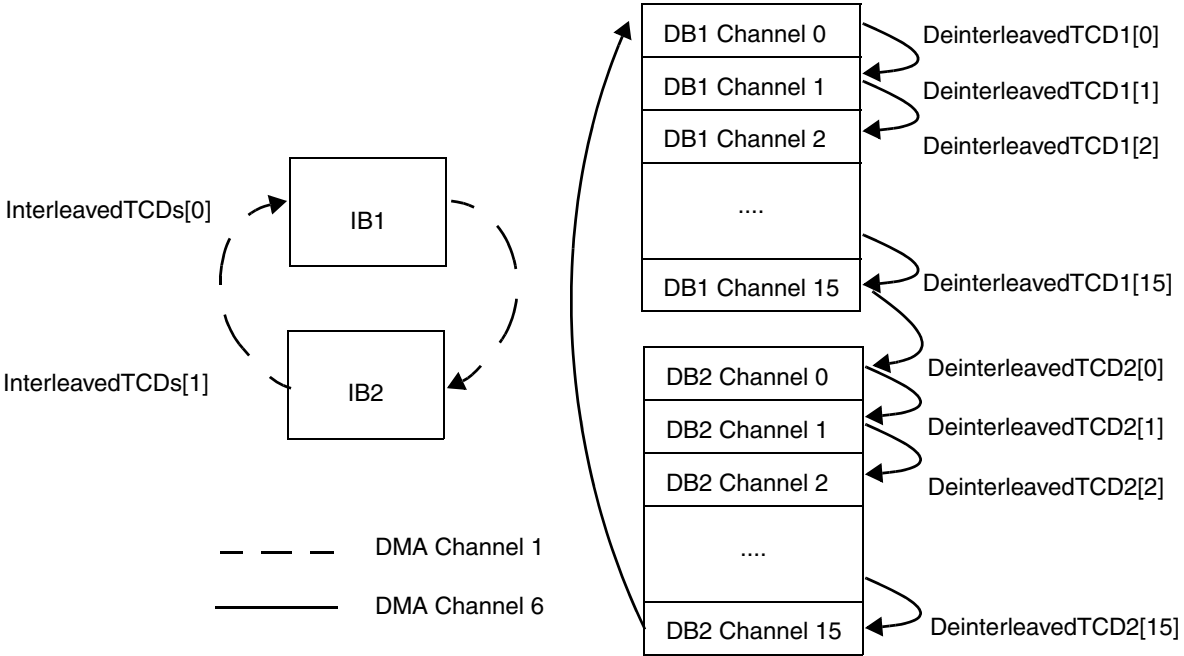 InterleavedTCDs[0]
IB1
InterleavedTCDs[1]
IB2
DMA Channel 1
DMA Channel 6
DB1 Channel 0
DeinterleavedTCD1[0]
DB1 Channel 1
DeinterleavedTCD1[1]
DB1 Channel 2
DeinterleavedTCD1[2]
....
DB1 Channel 15
DeinterleavedTCD1[15]
DB2 Channel 0
DeinterleavedTCD2[0]
DB2 Channel 1
DeinterleavedTCD2[1]
DB2 Channel 2
DeinterleavedTCD2[2]
....
DB2 Channel 15
DeinterleavedTCD2[15]